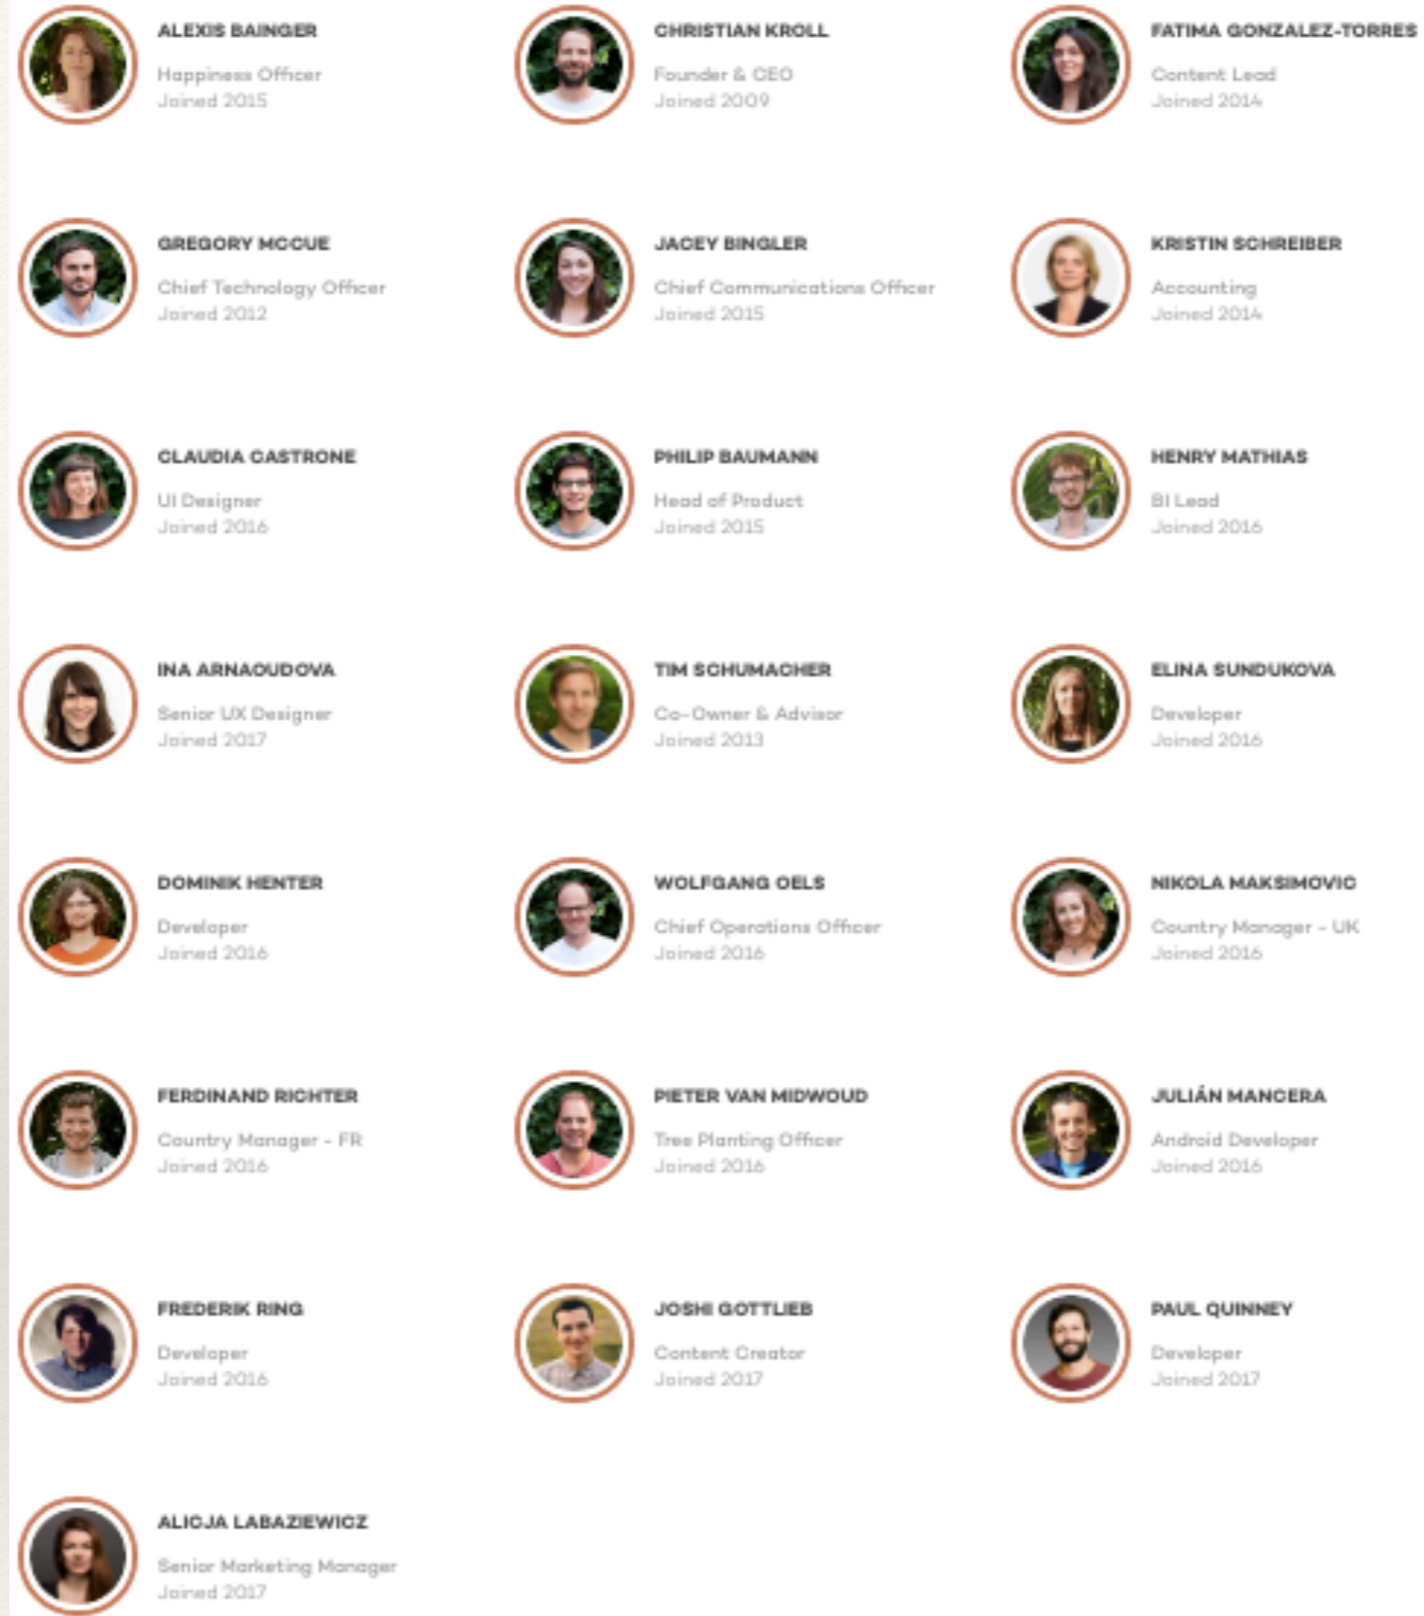 ALEXIS BAINGER
Happiness Officer
Joined 2015
CHRISTIAN KROLL
Founder & CEO
Joined 2009
FATIMA GONZALEZ-TORRES
Content Lead
Joined 2014
GREGORY MCCUE
Chief Technology Officer
Joined 2012
JACEY BINGLER
Chief Communications Officer
Joined 2015
KRISTIN SCHREIBER
Accounting
Joined 2014
CLAUDIA CASTRONE
UI Designer
Joined 2016
PHILIP BAUMANN
Head of Product
Joined 2015
HENRY MATHIAS
BI Lead
Joined 2016
INA ARNAOUDOVA
Senior UX Designer
Joined 2017
TIM SCHUMACHER
Co-Owner & Advisor
Joined 2013
ELINA SUNDUKOVA
Developer
Joined 2016
DOMINIK HENTER
Developer
Joined 2016
WOLFGANG OELS
Chief Operations Officer
Joined 2016
NIKOLA MAKSIMOVIC
Country Manager - UK
Joined 2016
FERDINAND RICHTER
Country Manager - FR
Joined 2016
PIETER VAN MIDWOUD
Tree Planting Officer
Joined 2016
JULIÁN MANCERA
Android Developer
Joined 2016
FREDERIK RING
Developer
Joined 2016
JOSHI GOTTLIEB
Content Creator
Joined 2017
PAUL QUINNEY
Developer
Joined 2017
ALICJA LABAZIEWICZ
Senior Marketing Manager
Joined 2017